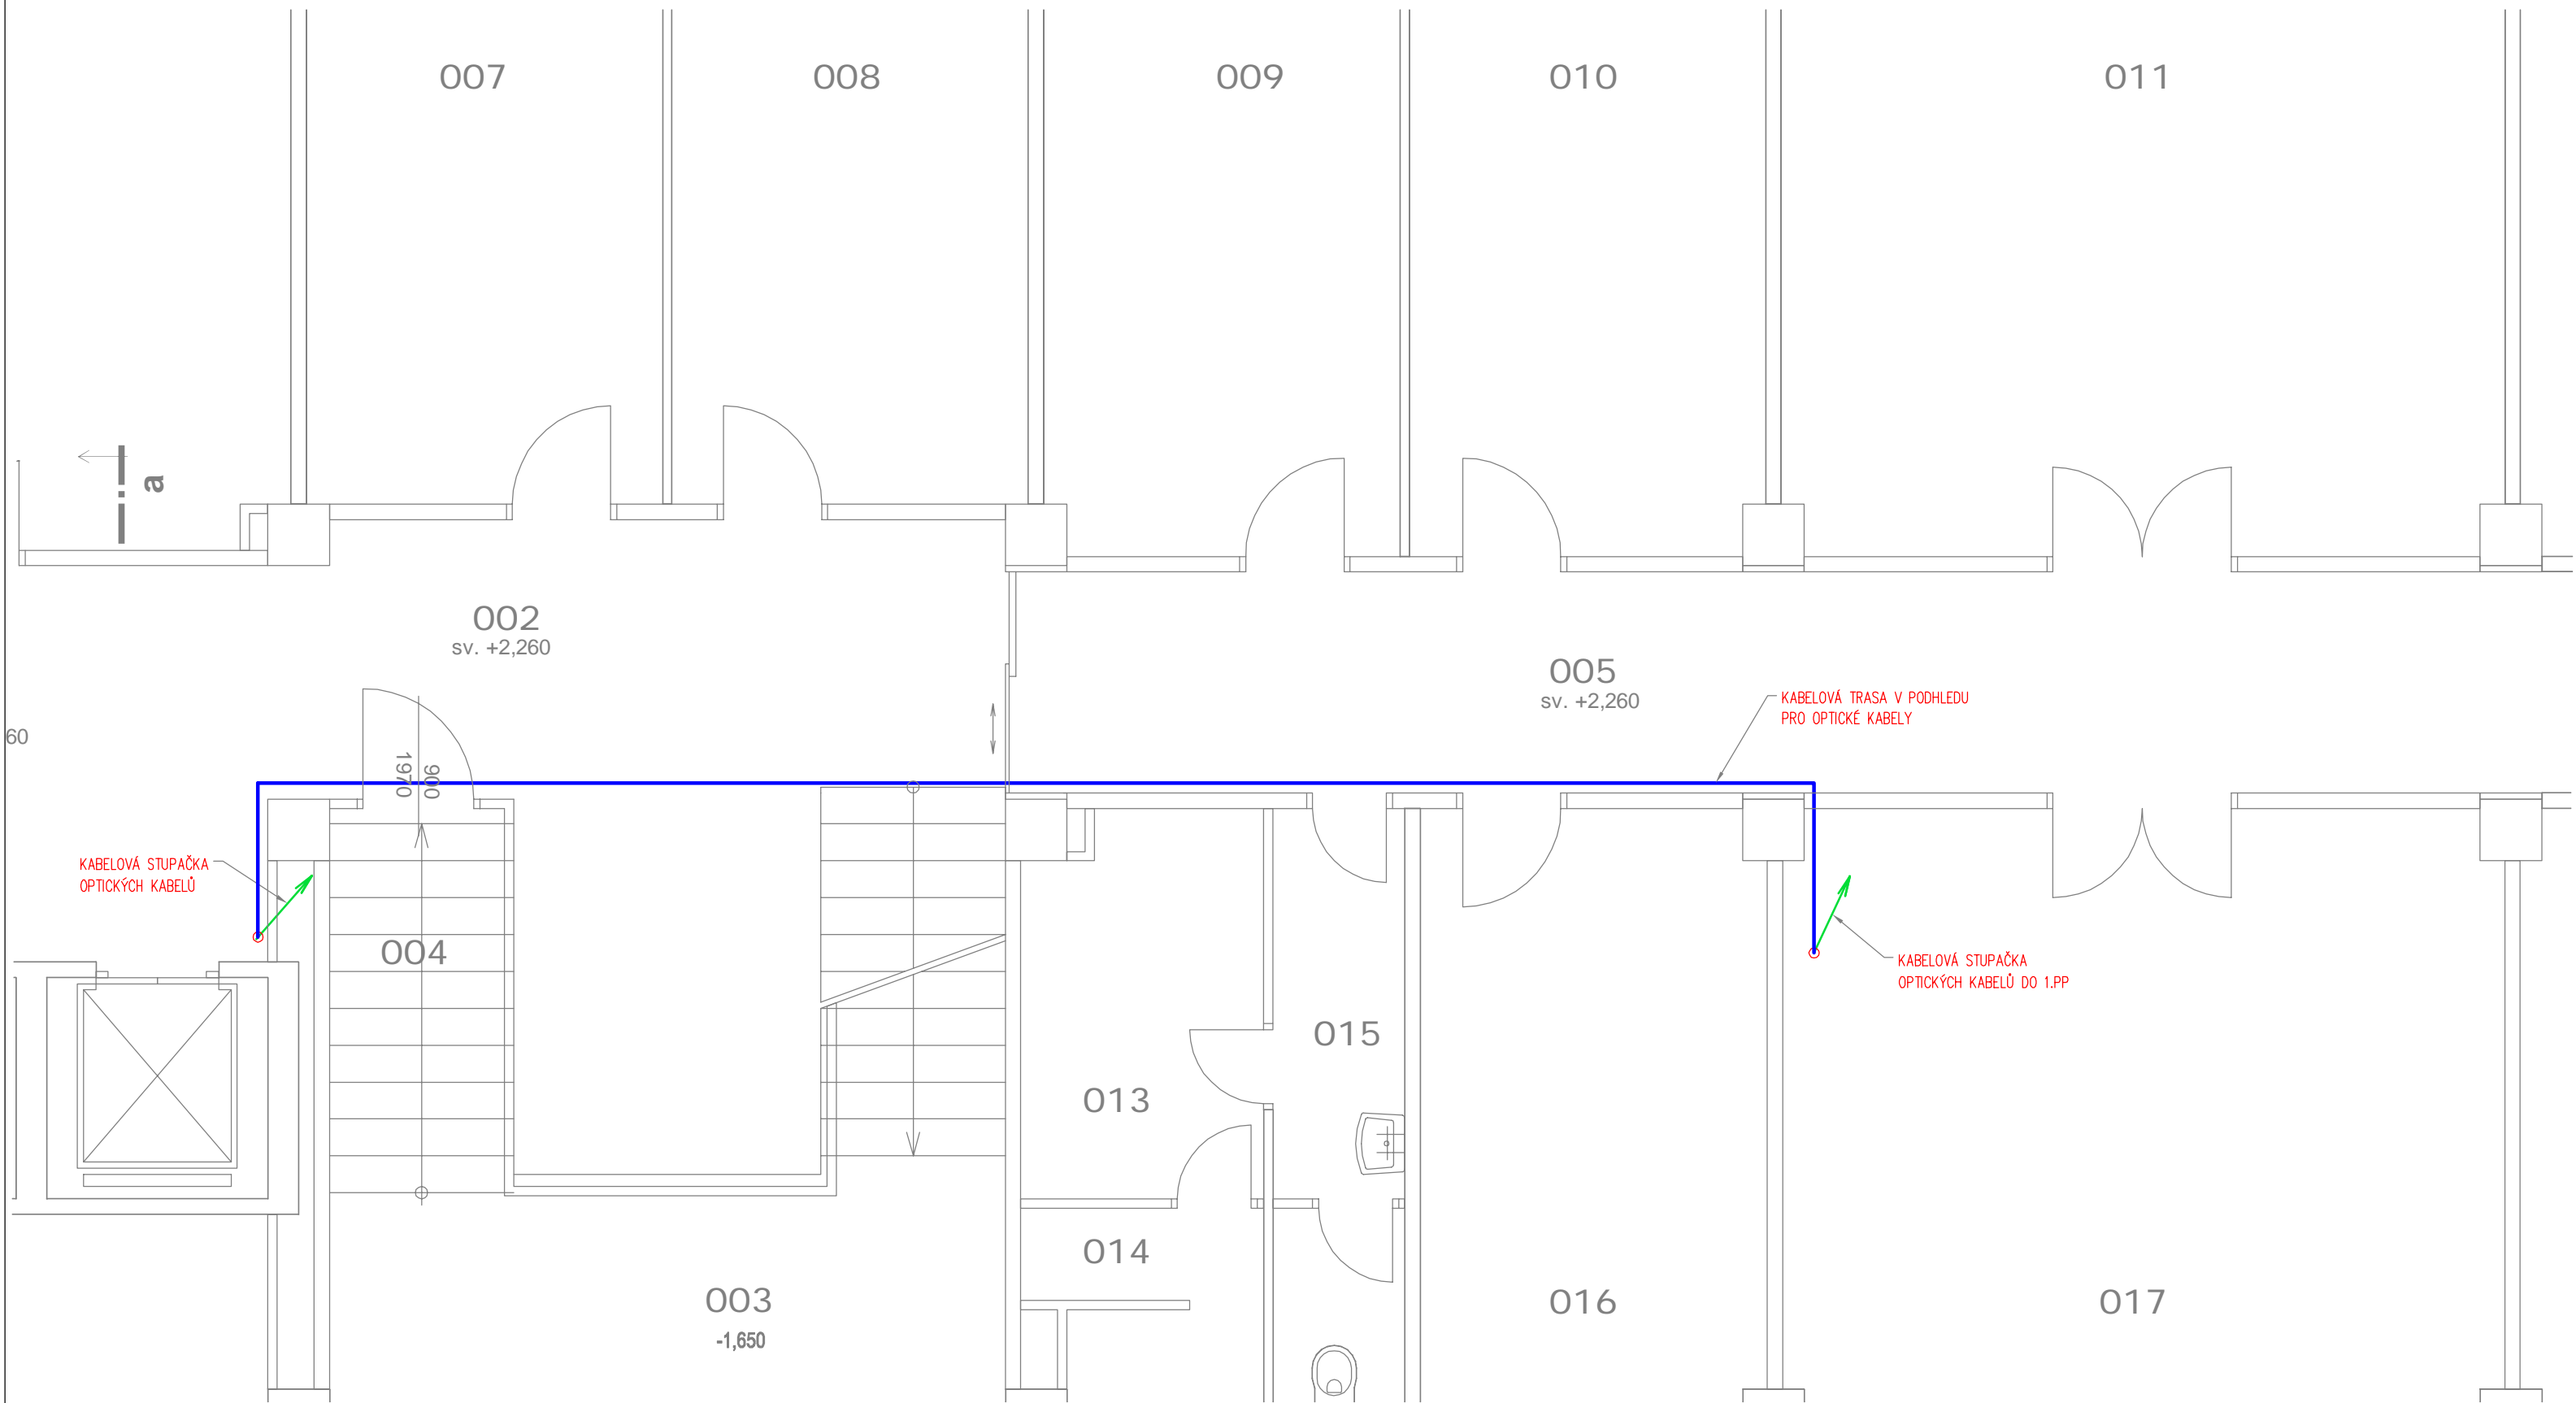 007
008
009
010
011
a
002
sv. +2,260
005
sv. +2,260
KABELOVÁ TRASA V PODHLEDU
PRO OPTICKÉ KABELY
60
900
1970
KABELOVÁ STUPAČKA
OPTICKÝCH KABELŮ
004
KABELOVÁ STUPAČKA
OPTICKÝCH KABELŮ DO 1.PP
015
013
014
003
-1,650
016
017